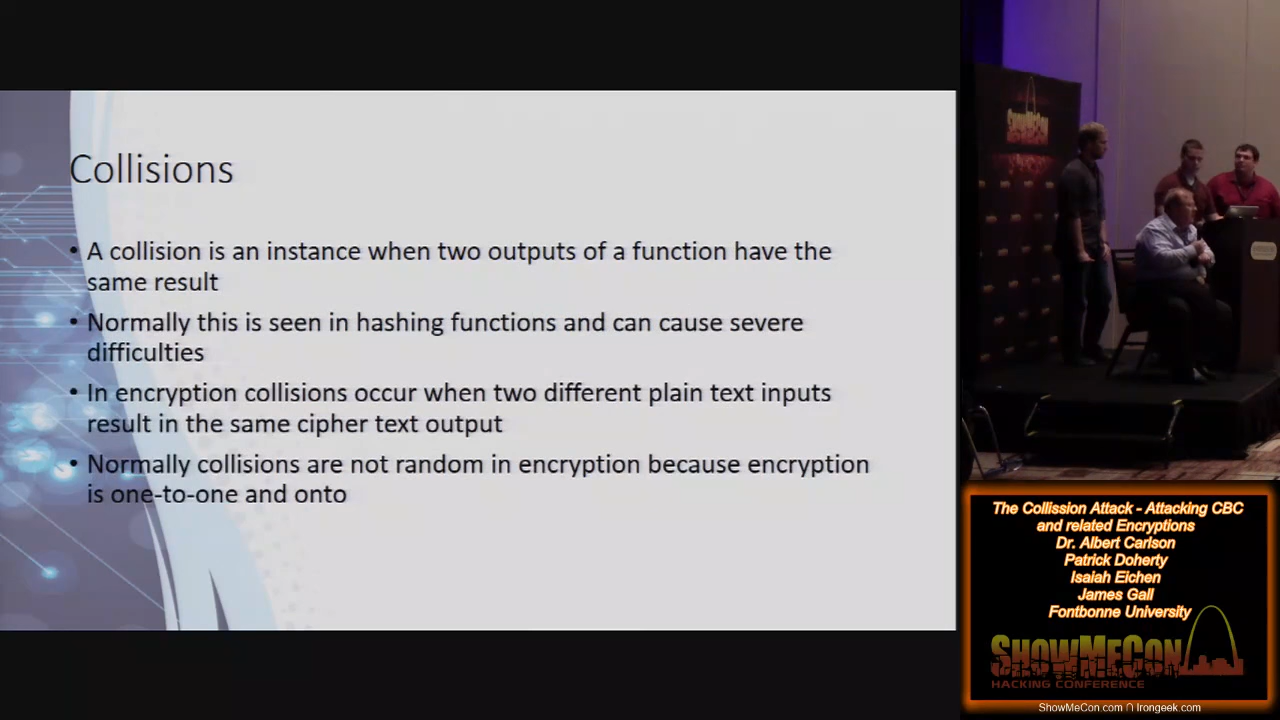 Collisions
• A collision is an instance when two outputs of a function have the
same result
• Normally this is seen in hashing functions and can cause severe
difficulties
• In encryption collisions occur when two different plain text inputs
result in the same cipher text output
• Normally collisions are not random in encryption because encryption
is one-to-one and onto
SHOWMECON
The Collission Attack - Attacking CBC
and related Encryptions
Dr. Albert Carlson
Patrick Doherty
Isaiah Eichen
James Gall
Fontbonne University
SHOWMECON
HACKING CONFERENCE
ShowMeCon.com ∩ Irongeek.com